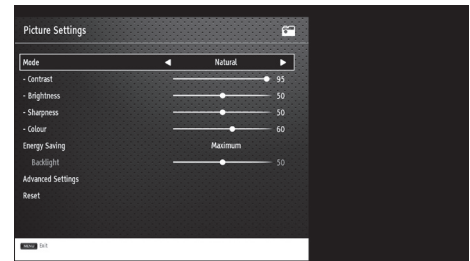 Picture Settings
Mode Natural
- Contrast 95
- Brightness 50
- Sharpness 50
- Colour 60
Energy Saving Maximum
Backlight 50
Advanced Settings
Reset
MENU Exit